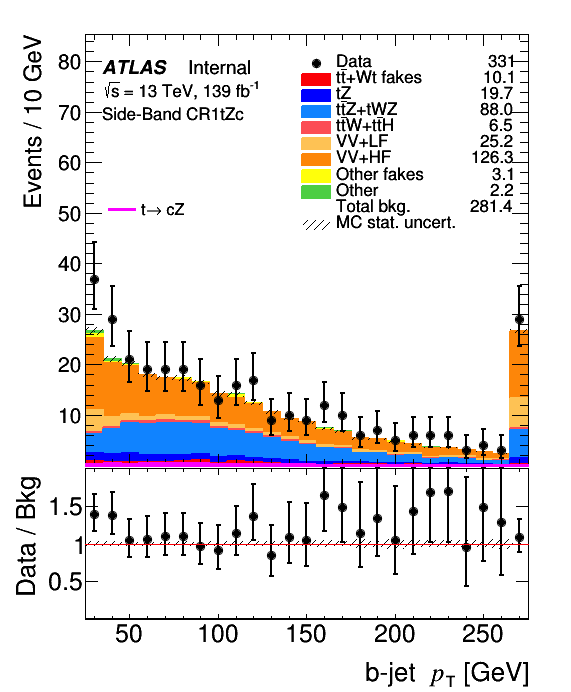 Events / 10 GeV
80
70
60
50
40
30
20
10
ATLAS Internal
√s = 13 TeV, 139 fb⁻¹
Side-Band CR1tZc
t→ cZ
Data 331
tt̄+Wt fakes 10.1
tZ 19.7
tt̄Z+tWZ 88.0
tt̄W+tt̄H 6.5
VV+LF 25.2
VV+HF 126.3
Other fakes 3.1
Other 2.2
Total bkg. 281.4
MC stat. uncert.
Data / Bkg
1.5
1
0.5
50 100 150 200 250
b-jet p_T [GeV]